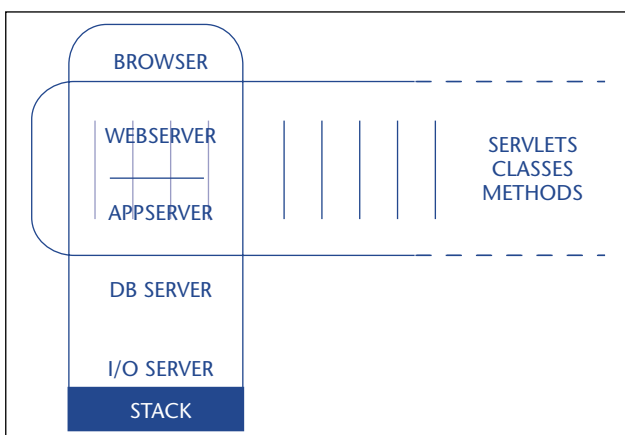 BROWSER
WEBSERVER
APPSERVER
SERVLETS
CLASSES
METHODS
DB SERVER
I/O SERVER
STACK